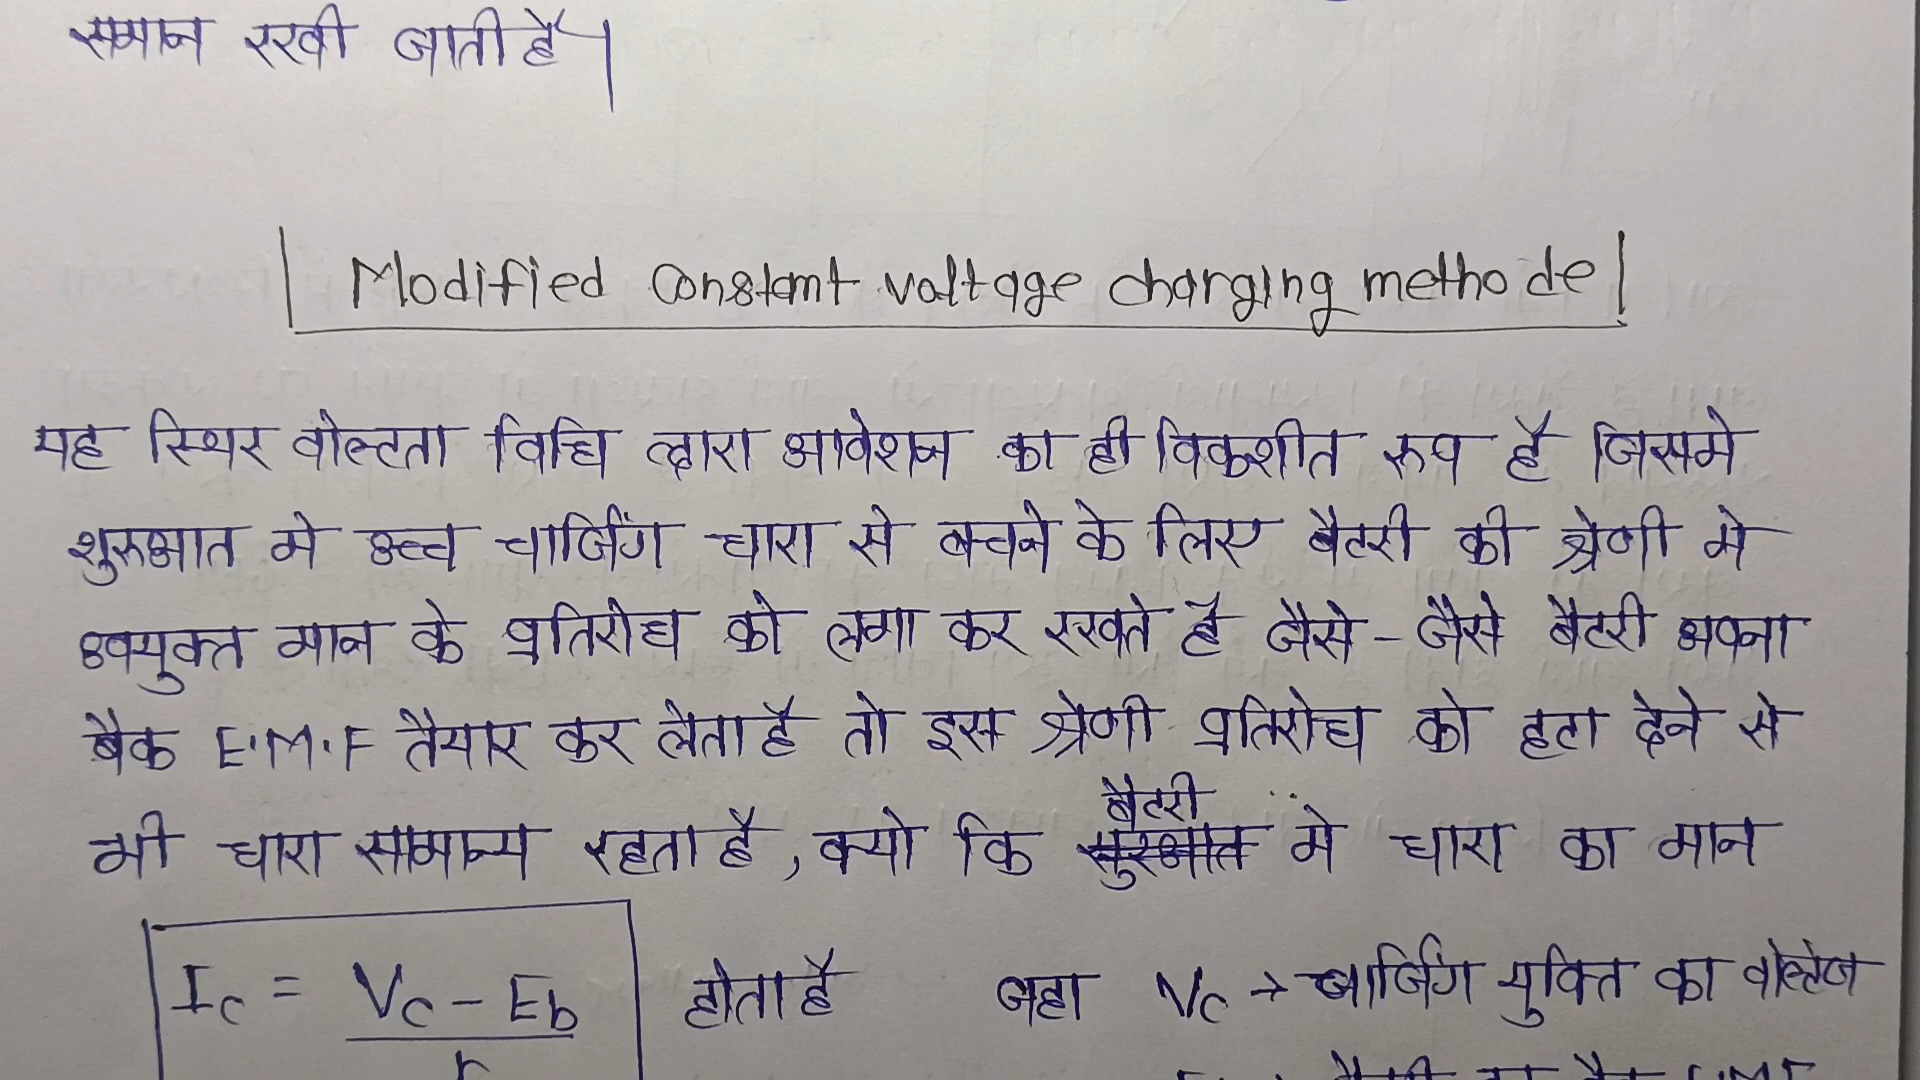 समान रखी जाती है।
Modified Constant voltage charging methode
यह स्थिर वोल्टता विधि द्वारा आवेशन का ही विकशीत रूप है जिसमे
शुरुआत मे उच्च चार्जिंग धारा से बचने के लिए बैटरी की श्रेणी मे
उपयुक्त मान के प्रतिरोध को लगा कर रखते है जैसे - जैसे बैटरी अपना
बैक E.M.F तैयार कर लेता है तो इस श्रेणी प्रतिरोध को हटा देने से
बैटरी
भी धारा सामान्य रहता है, क्यो कि सुरुआत मे धारा का मान
Ic = Vc - Eb होता है जहा Vc → चार्जिंग युक्ति का वोल्टेज
r